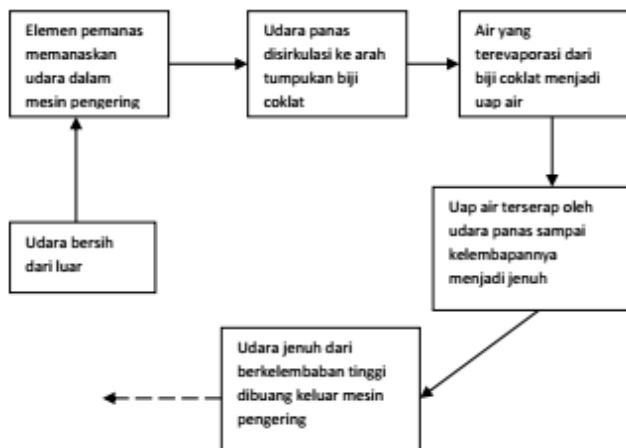 Elemen pemanas
memanaskan
udara dalam
mesin pengering
Udara panas
disirkulasi ke arah
tumpukan biji
coklat
Air yang
terevaporasi dari
biji coklat menjadi
uap air
Uap air terserap oleh
udara panas sampai
kelembapannya
menjadi jenuh
Udara bersih
dari luar
Udara jenuh dari
berkelembaban tinggi
dibuang keluar mesin
pengering